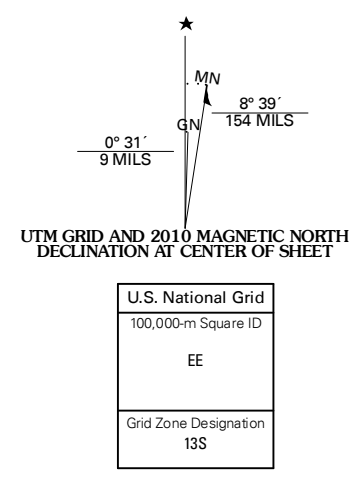 MN
8° 39´
154 MILS
GN
0° 31´
9 MILS
UTM GRID AND 2010 MAGNETIC NORTH
DECLINATION AT CENTER OF SHEET
U.S. National Grid
100,000-m Square ID
EE
Grid Zone Designation
13S